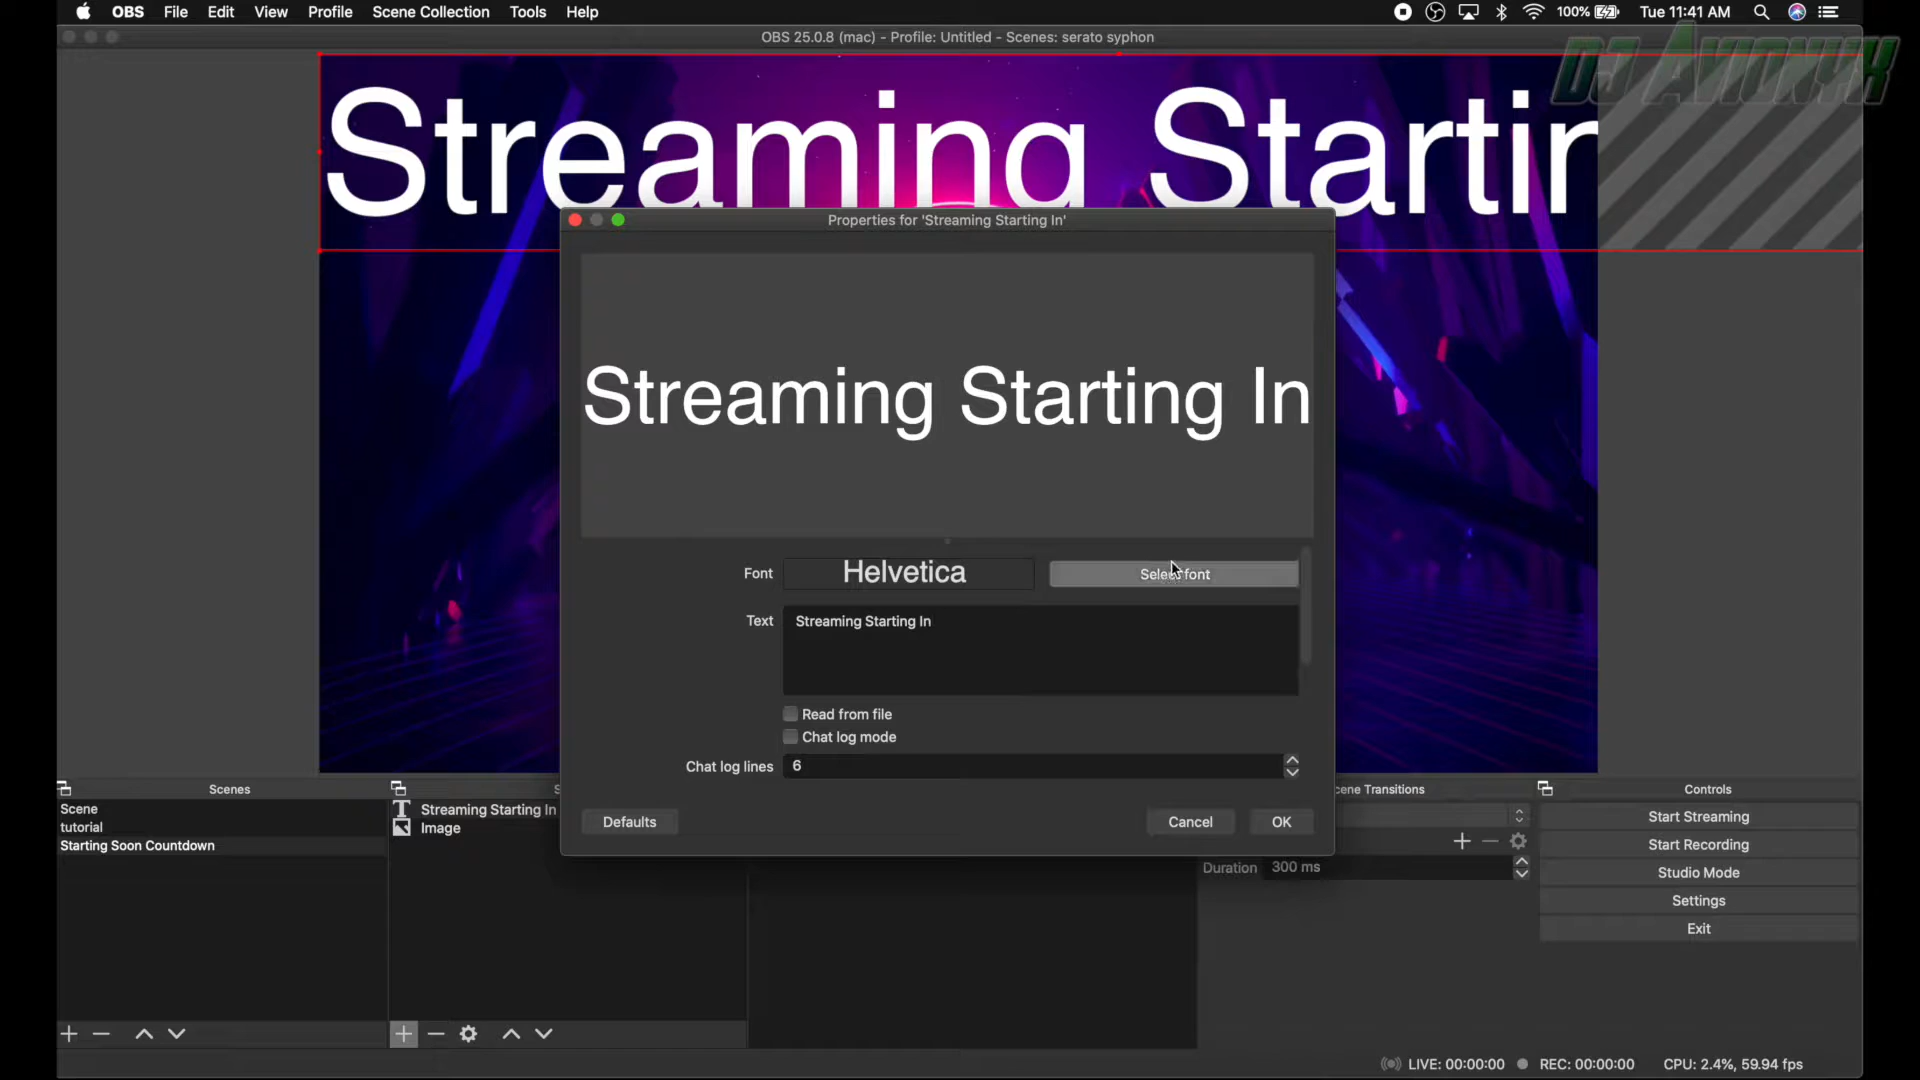 OBS File Edit View Profile Scene Collection Tools Help 100% Tue 11:41 AM
OBS 25.0.8 (mac) - Profile: Untitled - Scenes: serato syphon
DJ AVIONYX
Streaming Startin
Properties for 'Streaming Starting In'
Streaming Starting In
Font Helvetica Select font
Text Streaming Starting In
Read from file
Chat log mode
Chat log lines 6
Defaults Cancel OK
Scenes
Scene
tutorial
Starting Soon Countdown
S
Streaming Starting In
Image
cene Transitions
Duration 300 ms
Controls
Start Streaming
Start Recording
Studio Mode
Settings
Exit
LIVE: 00:00:00 REC: 00:00:00 CPU: 2.4%, 59.94 fps